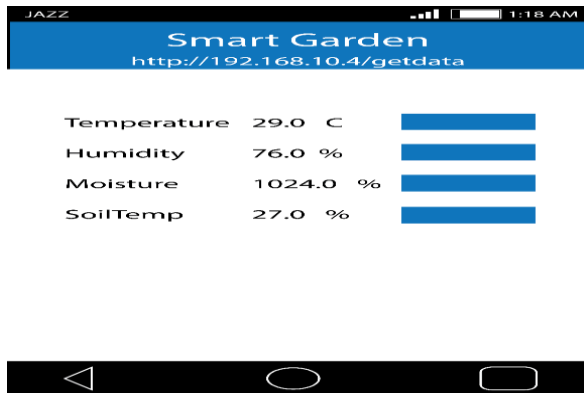 JAZZ 1:18 AM
Smart Garden
http://192.168.10.4/getdata
Temperature 29.0 C
Humidity 76.0 %
Moisture 1024.0 %
SoilTemp 27.0 %